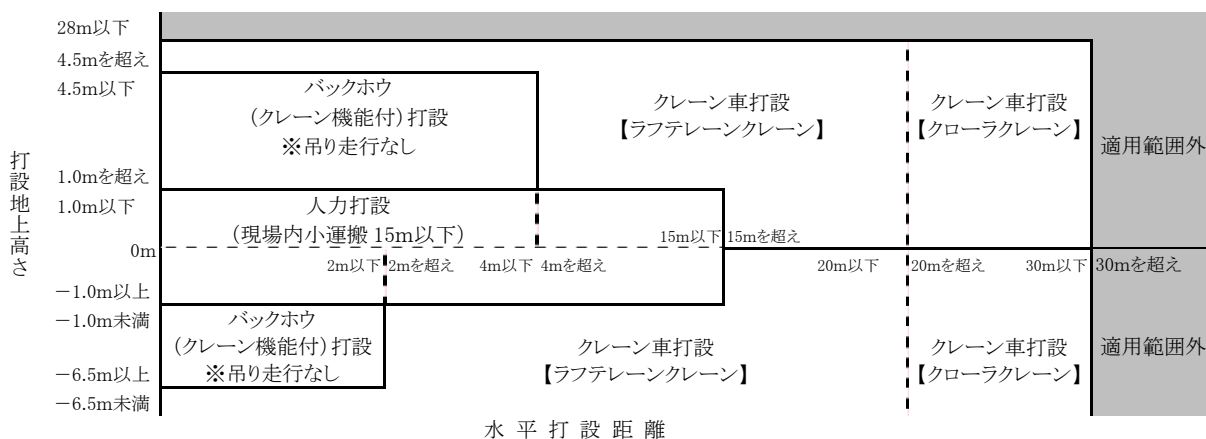 28m以下
4.5mを超え
4.5m以下
バックホウ
(クレーン機能付)打設
※吊り走行なし
クレーン車打設
【ラフテレーンクレーン】
クレーン車打設
【クローラクレーン】
適用範囲外
打設地上高さ
1.0mを超え
1.0m以下
人力打設
(現場内小運搬 15m以下)
0m
15m以下
15mを超え
2m以下
2mを超え
4m以下
4mを超え
20m以下
20mを超え
30m以下
30mを超え
-1.0m以上
-1.0m未満
バックホウ
(クレーン機能付)打設
※吊り走行なし
クレーン車打設
【ラフテレーンクレーン】
クレーン車打設
【クローラクレーン】
適用範囲外
-6.5m以上
-6.5m未満
水平打設距離